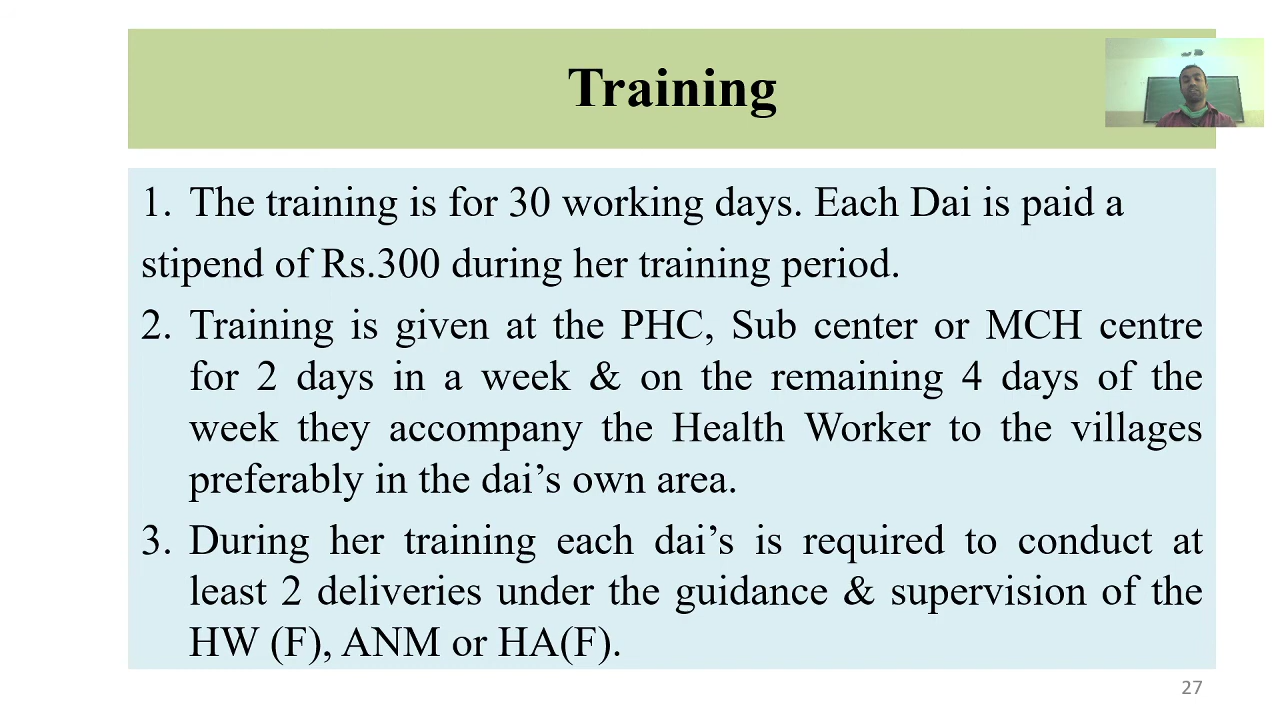 Training
1. The training is for 30 working days. Each Dai is paid a
stipend of Rs.300 during her training period.
2. Training is given at the PHC, Sub center or MCH centre
for 2 days in a week & on the remaining 4 days of the
week they accompany the Health Worker to the villages
preferably in the dai’s own area.
3. During her training each dai’s is required to conduct at
least 2 deliveries under the guidance & supervision of the
HW (F), ANM or HA(F).
27